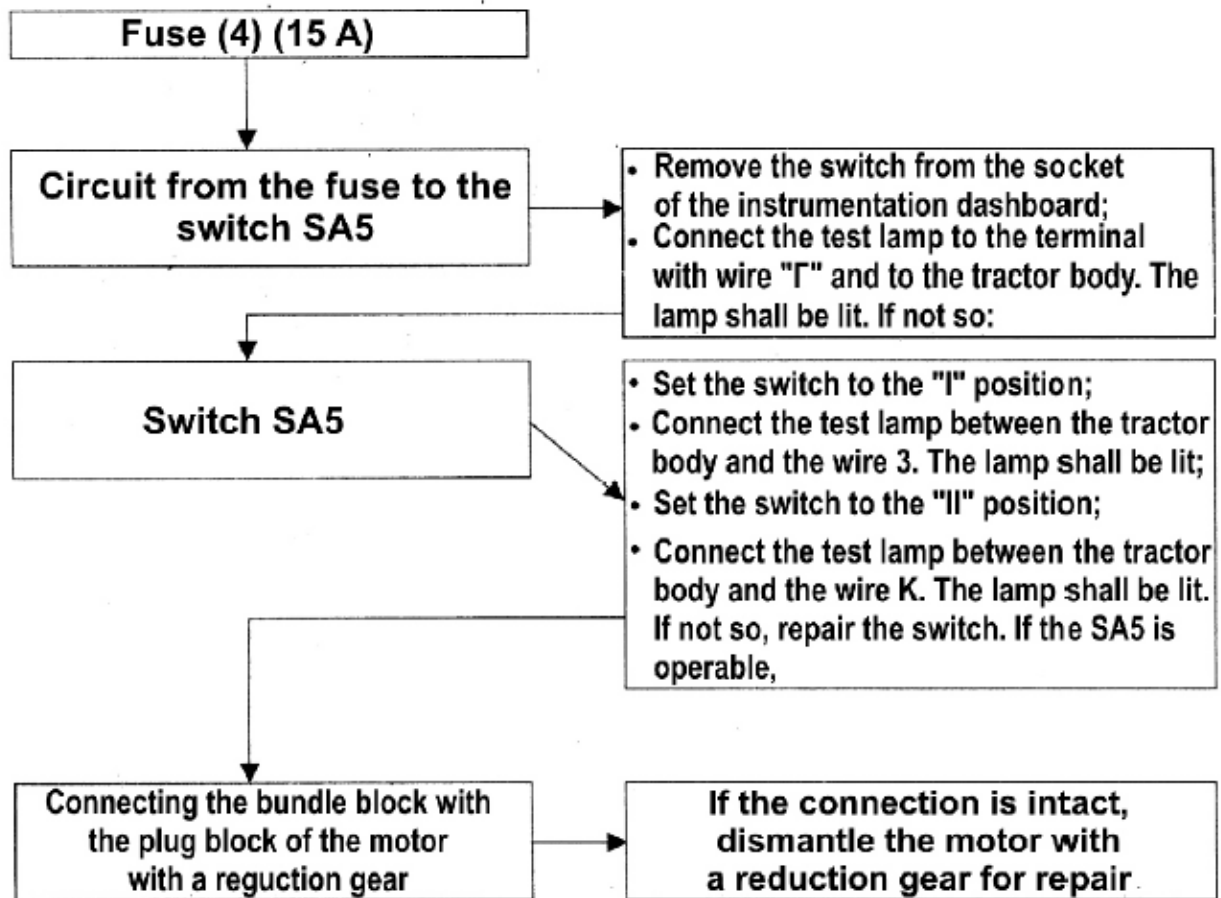 Fuse (4) (15 A)
Circuit from the fuse to the
switch SA5
• Remove the switch from the socket
of the instrumentation dashboard;
• Connect the test lamp to the terminal
with wire "Г" and to the tractor body. The
lamp shall be lit. If not so:
Switch SA5
• Set the switch to the "I" position;
• Connect the test lamp between the tractor
body and the wire 3. The lamp shall be lit;
• Set the switch to the "II" position;
• Connect the test lamp between the tractor
body and the wire K. The lamp shall be lit.
If not so, repair the switch. If the SA5 is
operable,
Connecting the bundle block with
the plug block of the motor
with a reguction gear
If the connection is intact,
dismantle the motor with
a reduction gear for repair